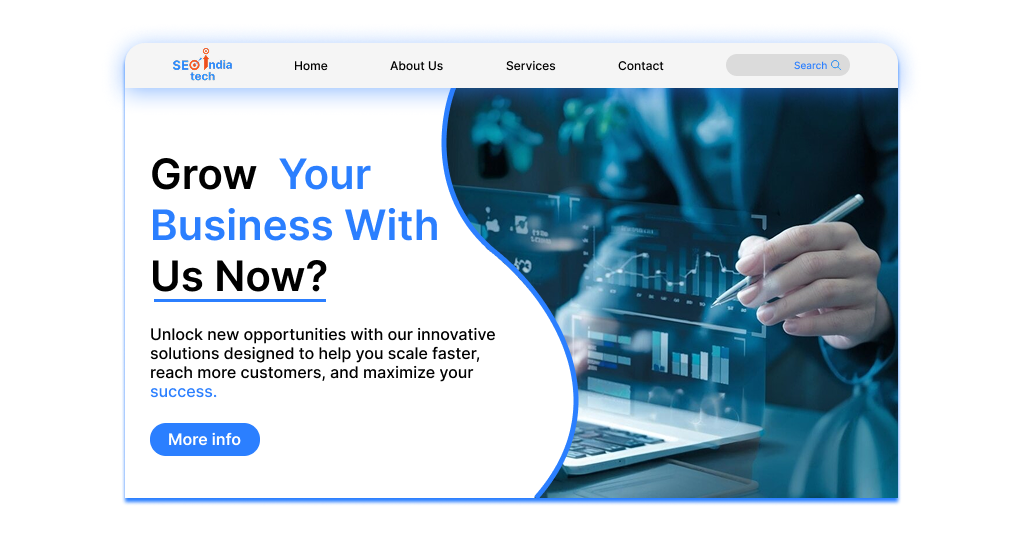 SEO India
tech
Home
About Us
Services
Contact
Search
Grow Your
Business With
Us Now?
Unlock new opportunities with our innovative
solutions designed to help you scale faster,
reach more customers, and maximize your
success.
More info